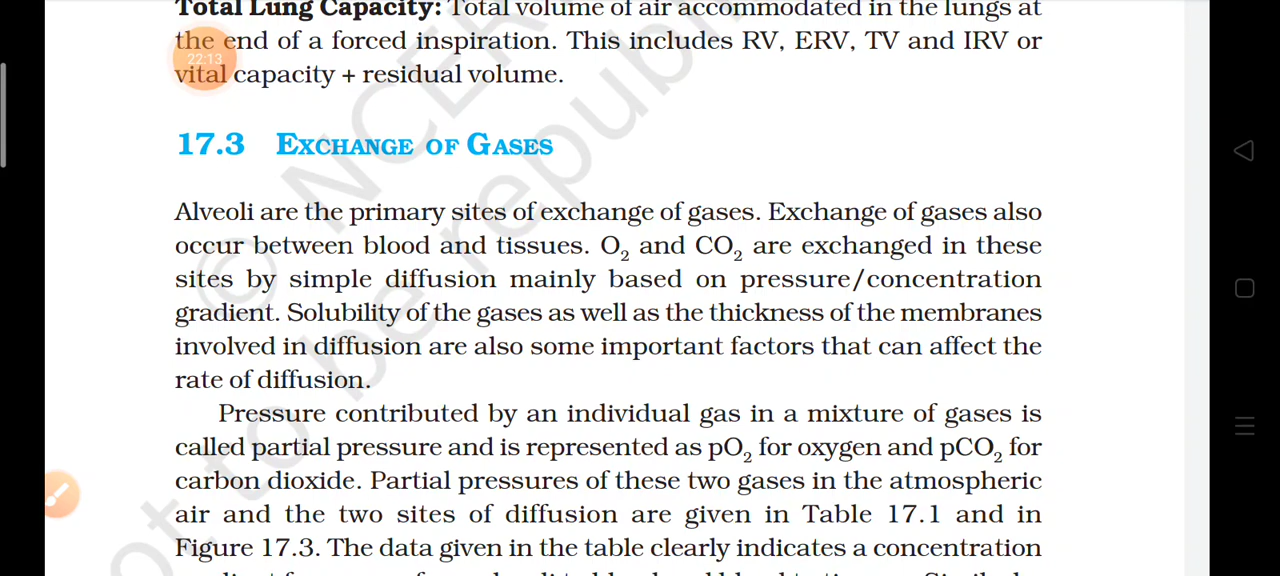 Total Lung Capacity: Total volume of air accommodated in the lungs at
the end of a forced inspiration. This includes RV, ERV, TV and IRV or
22:13
vital capacity + residual volume.
17.3 EXCHANGE OF GASES
Alveoli are the primary sites of exchange of gases. Exchange of gases also
occur between blood and tissues. O₂ and CO₂ are exchanged in these
sites by simple diffusion mainly based on pressure/concentration
gradient. Solubility of the gases as well as the thickness of the membranes
involved in diffusion are also some important factors that can affect the
rate of diffusion.
Pressure contributed by an individual gas in a mixture of gases is
called partial pressure and is represented as pO₂ for oxygen and pCO₂ for
carbon dioxide. Partial pressures of these two gases in the atmospheric
air and the two sites of diffusion are given in Table 17.1 and in
Figure 17.3. The data given in the table clearly indicates a concentration
© NCER
not to be republ